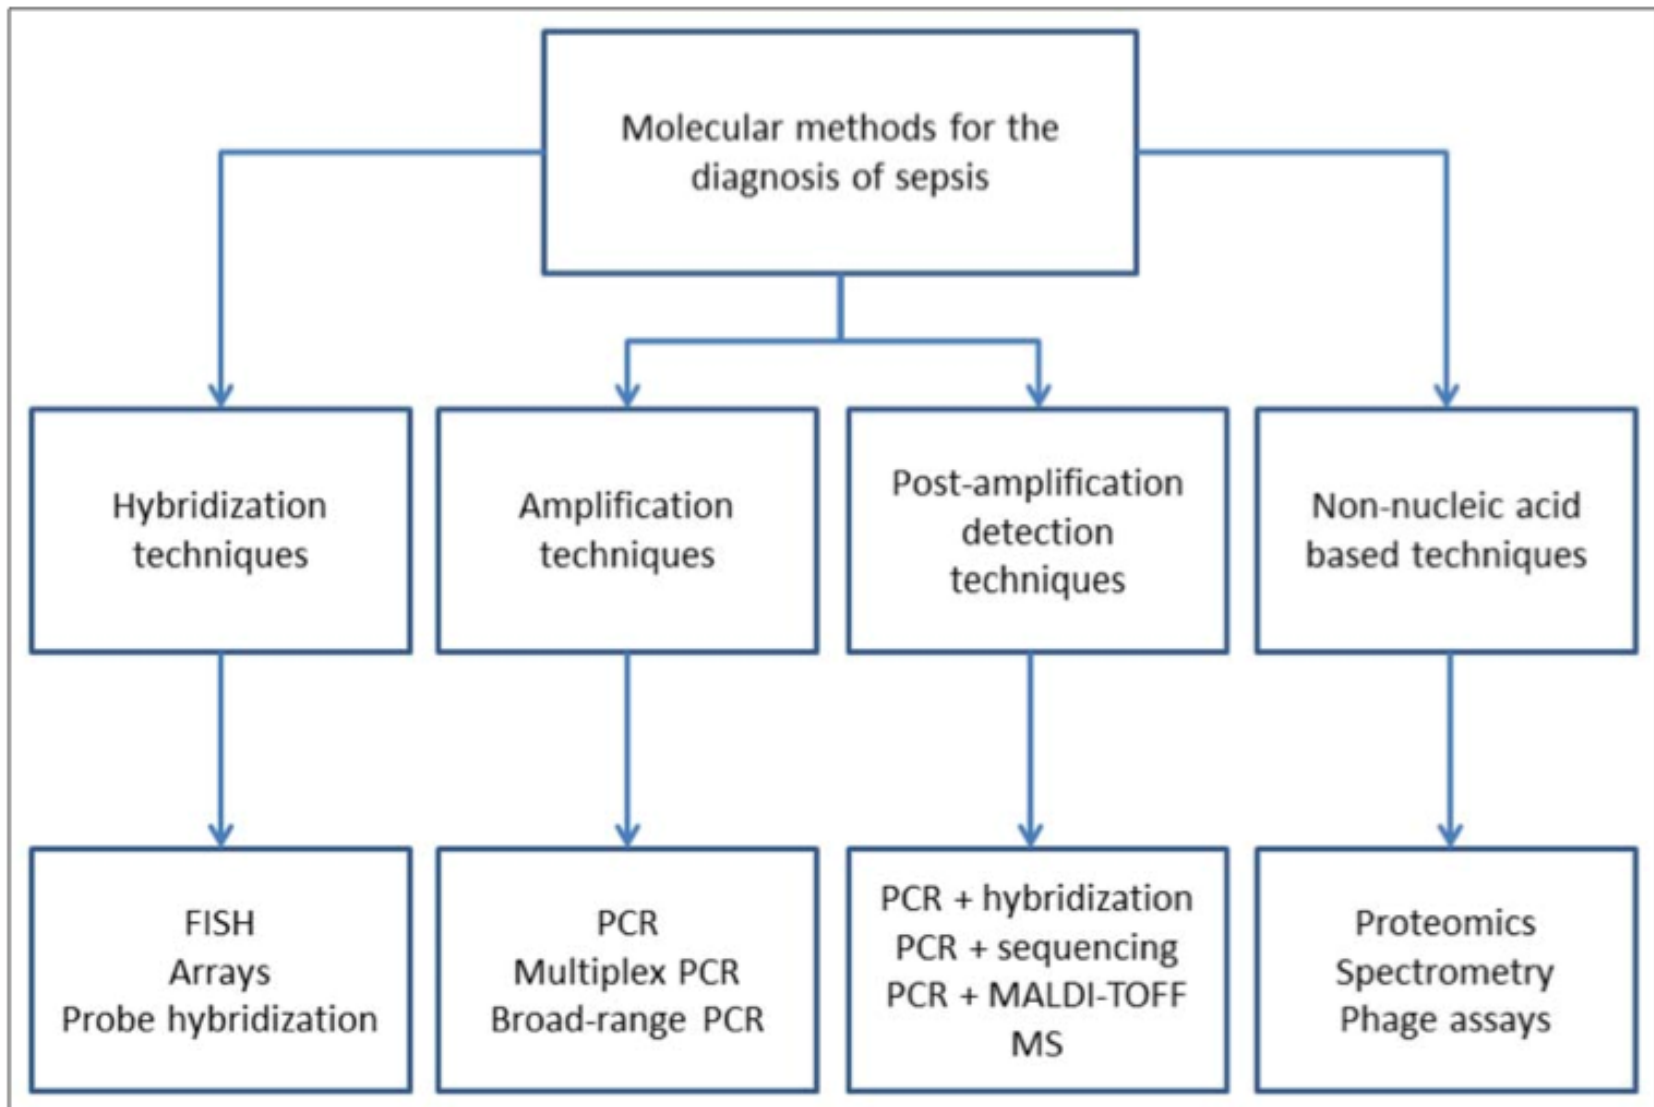 Molecular methods for the
diagnosis of sepsis
Hybridization
techniques
Amplification
techniques
Post-amplification
detection
techniques
Non-nucleic acid
based techniques
FISH
Arrays
Probe hybridization
PCR
Multiplex PCR
Broad-range PCR
PCR + hybridization
PCR + sequencing
PCR + MALDI-TOFF
MS
Proteomics
Spectrometry
Phage assays